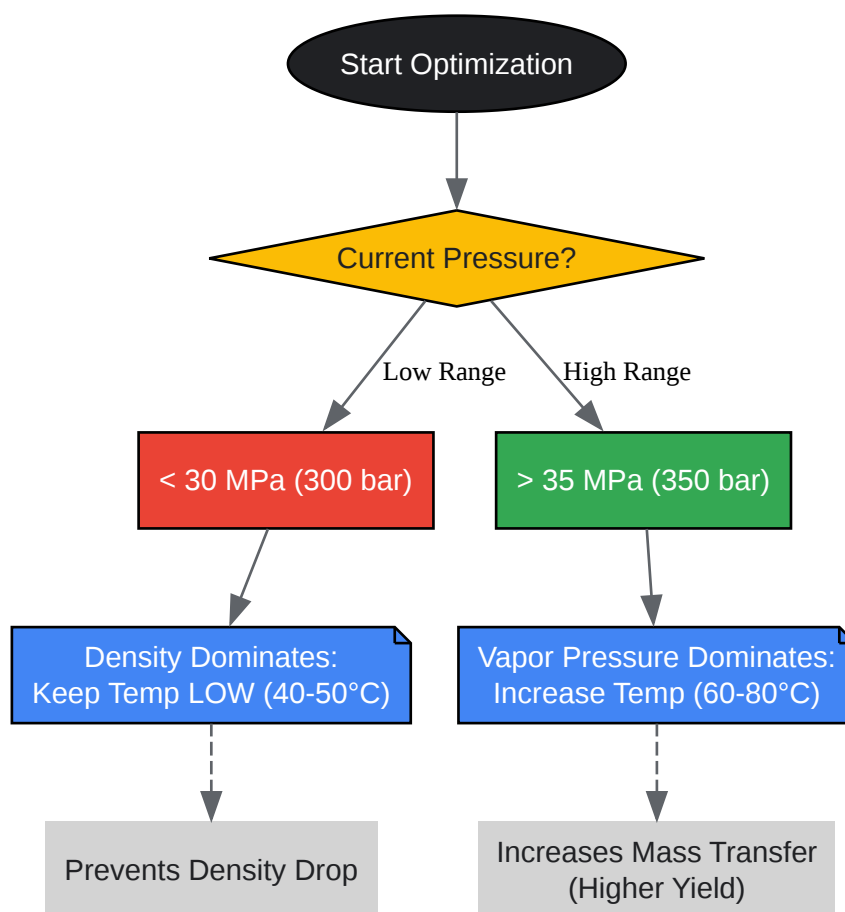 Start Optimization
Current Pressure?
Low Range
High Range
< 30 MPa (300 bar)
> 35 MPa (350 bar)
Density Dominates:
Keep Temp LOW (40-50°C)
Vapor Pressure Dominates:
Increase Temp (60-80°C)
Prevents Density Drop
Increases Mass Transfer
(Higher Yield)